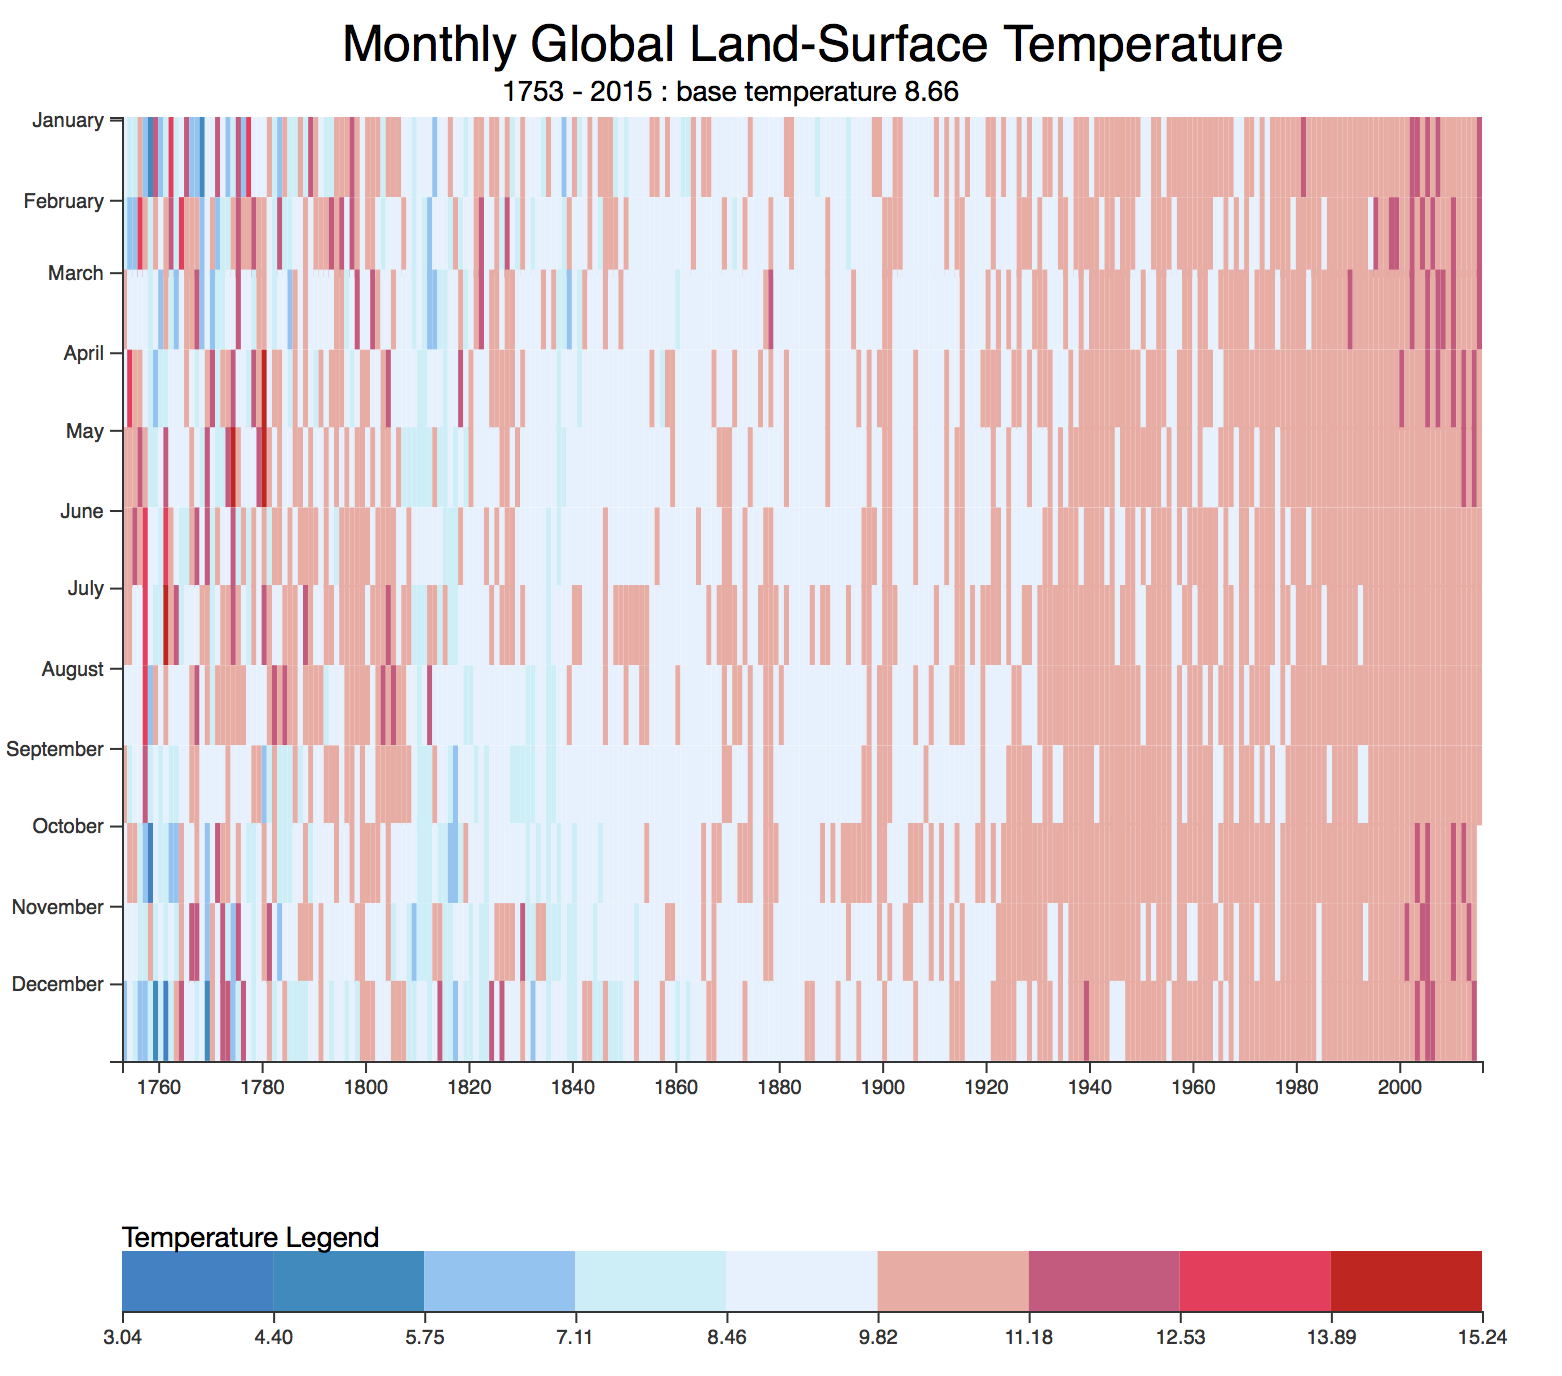 Monthly Global Land-Surface Temperature
1753 - 2015 : base temperature 8.66
January
February
March
April
May
June
July
August
September
October
November
December
1760 1780 1800 1820 1840 1860 1880 1900 1920 1940 1960 1980 2000
Temperature Legend
3.04 4.40 5.75 7.11 8.46 9.82 11.18 12.53 13.89 15.24